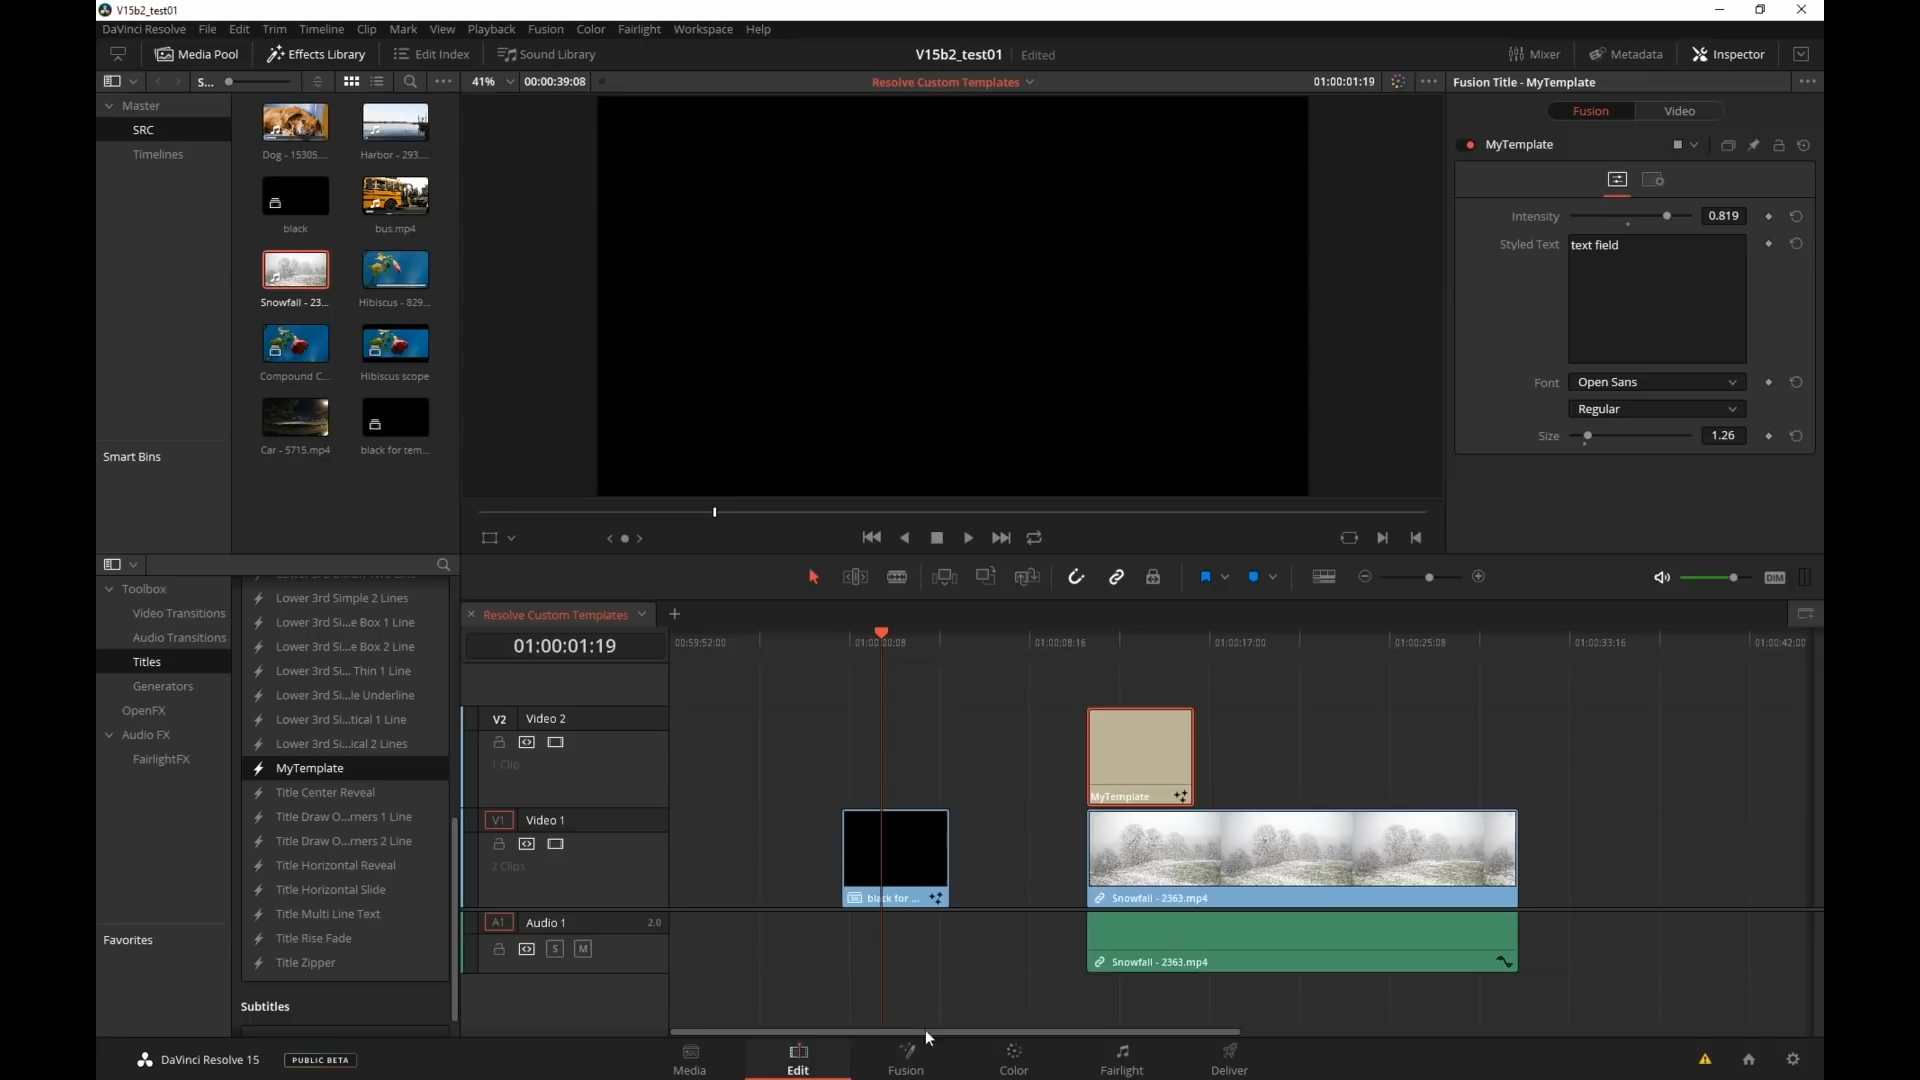 V15b2_test01
DaVinci Resolve File Edit Trim Timeline Clip Mark View Playback Fusion Color Fairlight Workspace Help
Media Pool Effects Library Edit Index Sound Library V15b2_test01 Edited Mixer Metadata Inspector
S... 41% 00:00:39:08 Resolve Custom Templates 01:00:01:19 Fusion Title - MyTemplate
Master
SRC
Timelines
Smart Bins
Dog - 15305.... Harbor - 293....
black bus.mp4
Snowfall - 23... Hibiscus - 829...
Compound C... Hibiscus scope
Car - 5715.mp4 black for tem...
Fusion Video
MyTemplate
Intensity 0.819
Styled Text text field
Font Open Sans
Regular
Size 1.26
Toolbox
Video Transitions
Audio Transitions
Titles
Generators
OpenFX
Audio FX
FairlightFX
Favorites
Lower 3rd Simple 2 Lines
Lower 3rd Si...e Box 1 Line
Lower 3rd Si...e Box 2 Line
Lower 3rd Si... Thin 1 Line
Lower 3rd Si...le Underline
Lower 3rd Si...tical 1 Line
Lower 3rd Si...ical 2 Lines
MyTemplate
Title Center Reveal
Title Draw O...rners 1 Line
Title Draw O...rners 2 Line
Title Horizontal Reveal
Title Horizontal Slide
Title Multi Line Text
Title Rise Fade
Title Zipper
Subtitles
DIM
Resolve Custom Templates
01:00:01:19
00:59:52:00 01:00:00:08 01:00:08:16 01:00:17:00 01:00:25:08 01:00:33:16 01:00:42:00
V2 Video 2
1 Clip
MyTemplate
V1 Video 1
2 Clips
black for ... Snowfall - 2363.mp4
A1 Audio 1 2.0
S M
Snowfall - 2363.mp4
DaVinci Resolve 15 PUBLIC BETA
Media Edit Fusion Color Fairlight Deliver